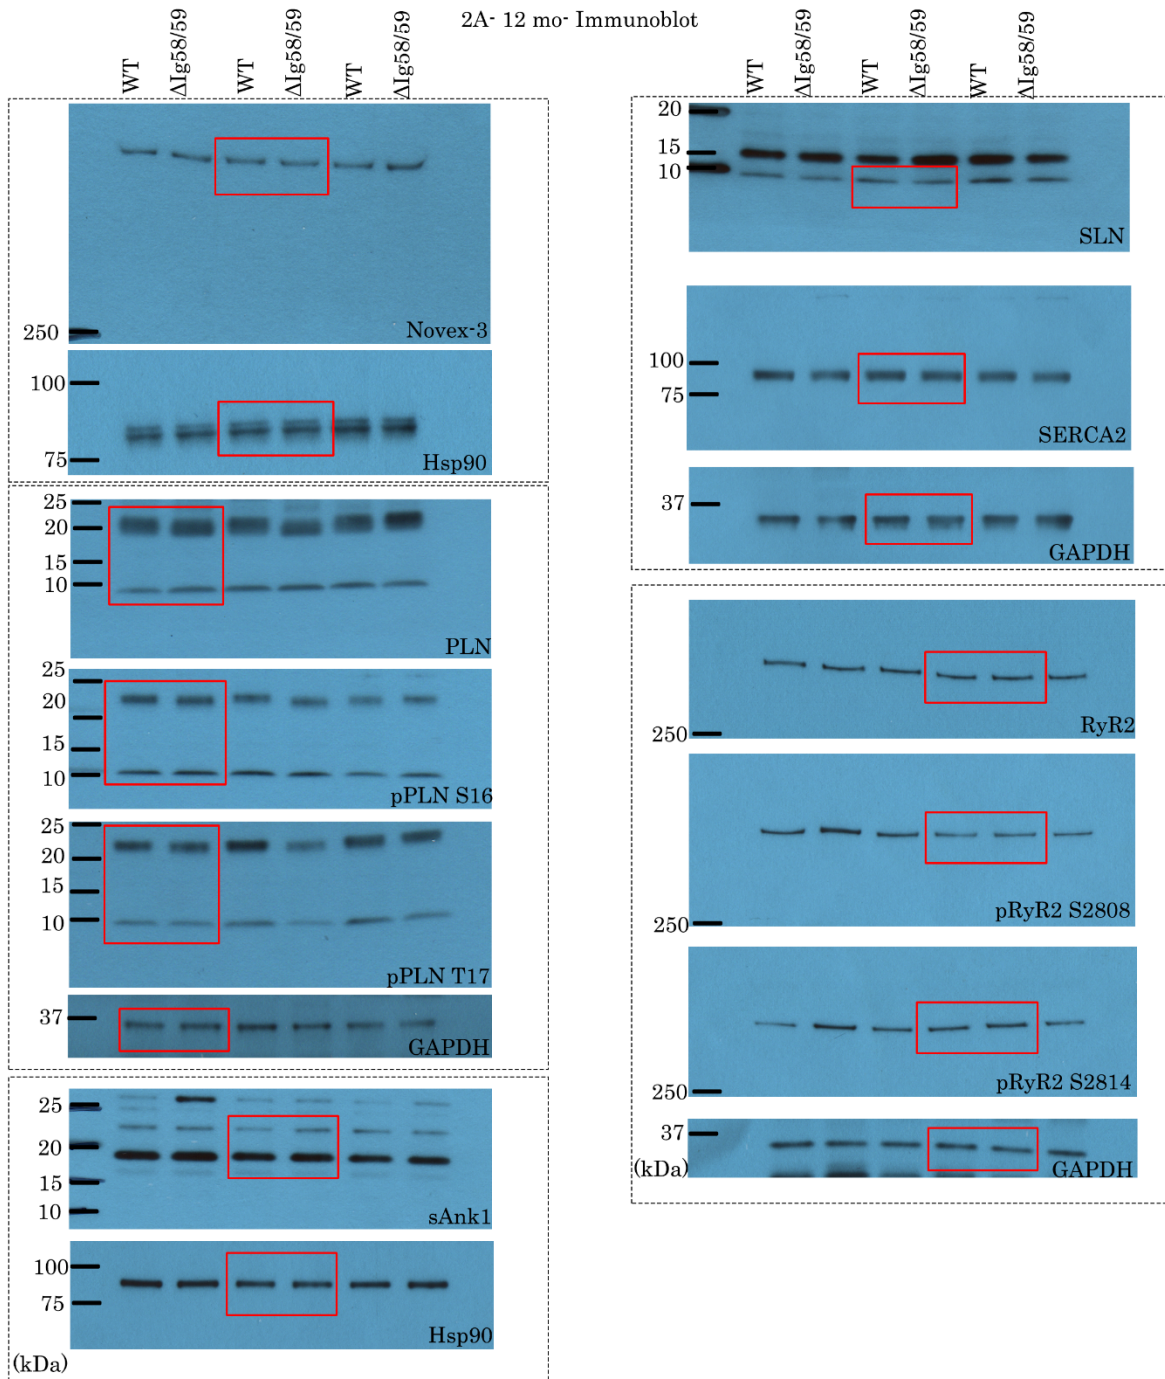 2A- 12 mo- Immunoblot
WT
ΔIg58/59
WT
ΔIg58/59
WT
ΔIg58/59
250
Novex-3
100
75
Hsp90
25
20
15
10
PLN
25
20
15
10
pPLN S16
25
20
15
10
pPLN T17
37
GAPDH
25
20
15
10
sAnk1
100
75
Hsp90
(kDa)
WT
ΔIg58/59
WT
ΔIg58/59
WT
ΔIg58/59
20
15
10
SLN
100
75
SERCA2
37
GAPDH
250
RyR2
250
pRyR2 S2808
250
pRyR2 S2814
37
(kDa)
GAPDH